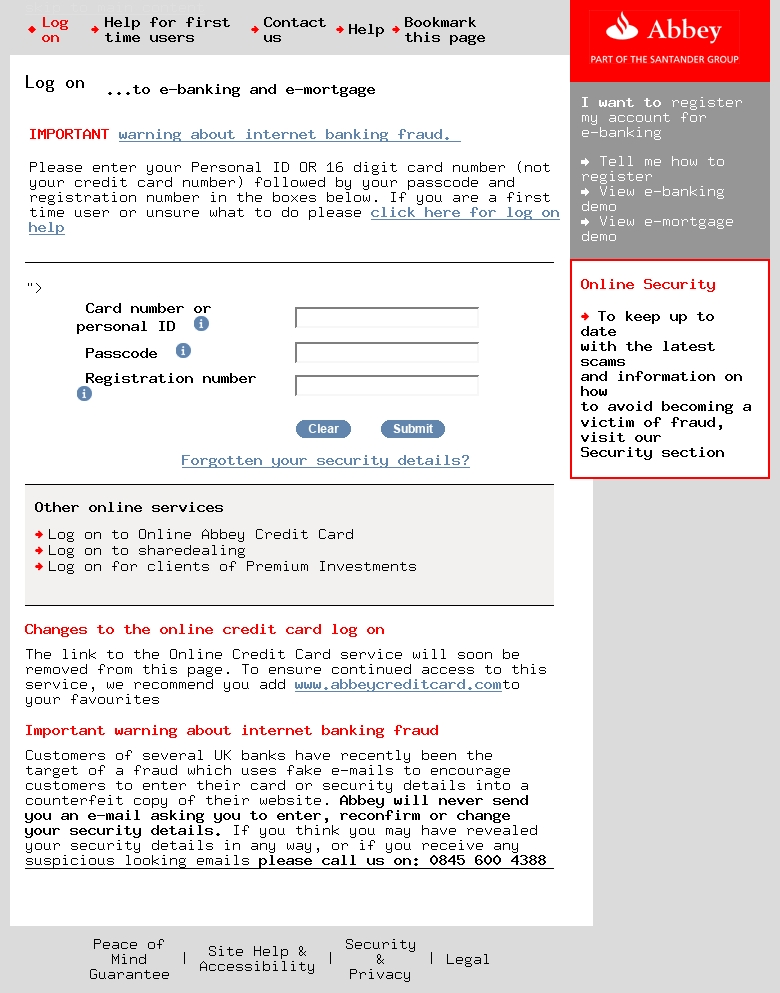 Log on
Help for first time users
Contact us
Help
Bookmark this page
Abbey
PART OF THE SANTANDER GROUP
Log on ...to e-banking and e-mortgage
IMPORTANT warning about internet banking fraud.
Please enter your Personal ID OR 16 digit card number (not
your credit card number) followed by your passcode and
registration number in the boxes below. If you are a first
time user or unsure what to do please click here for log on
help
">
Card number or
personal ID i
Passcode i
Registration number
i
Clear Submit
Forgotten your security details?
I want to register
my account for
e-banking
Tell me how to
register
View e-banking
demo
View e-mortgage
demo
Online Security
To keep up to
date
with the latest
scams
and information on
how
to avoid becoming a
victim of fraud,
visit our
Security section
Other online services
Log on to Online Abbey Credit Card
Log on to sharedealing
Log on for clients of Premium Investments
Changes to the online credit card log on
The link to the Online Credit Card service will soon be
removed from this page. To ensure continued access to this
service, we recommend you add www.abbeycreditcard.comto
your favourites
Important warning about internet banking fraud
Customers of several UK banks have recently been the
target of a fraud which uses fake e-mails to encourage
customers to enter their card or security details into a
counterfeit copy of their website. Abbey will never send
you an e-mail asking you to enter, reconfirm or change
your security details. If you think you may have revealed
your security details in any way, or if you receive any
suspicious looking emails please call us on: 0845 600 4388
Peace of Mind Guarantee | Site Help & Accessibility | Security & Privacy | Legal